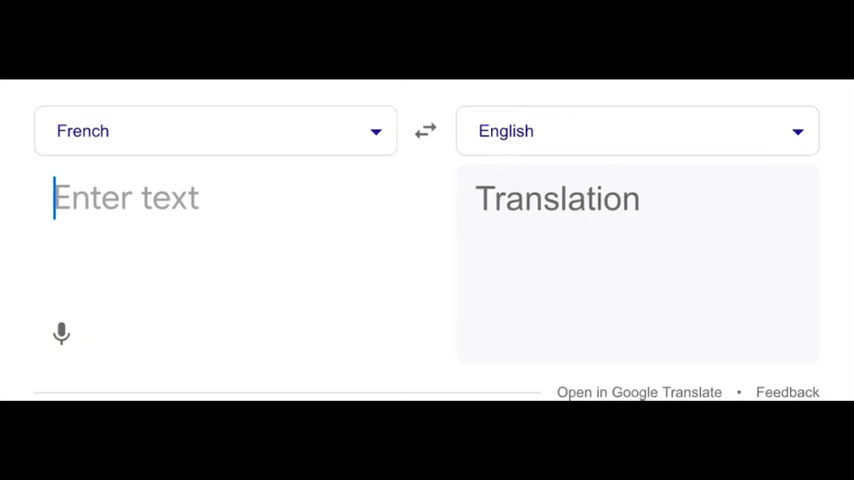 French English
Enter text Translation
Open in Google Translate • Feedback